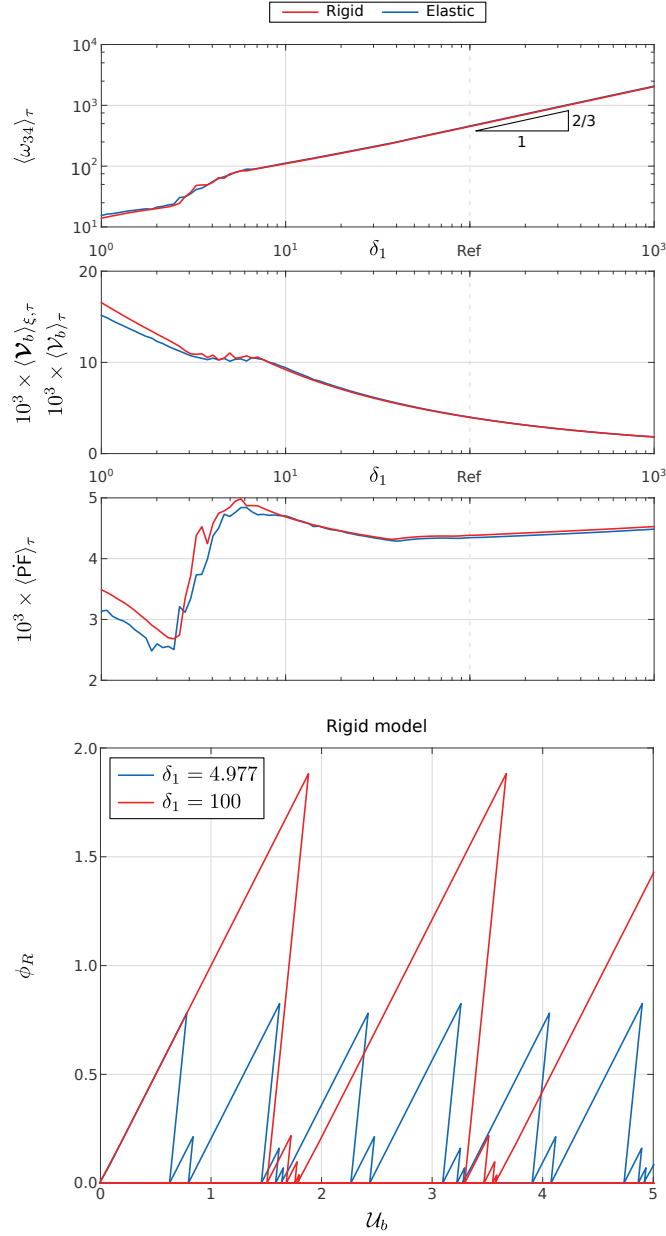 Rigid Elastic
10^4
10^3
10^2
10^1
⟨ω_34⟩_τ
2/3
1
10^0 10^1 δ_1 Ref 10^3
20
10
0
10^3 × ⟨𝓥_b⟩_ξ,τ
10^3 × ⟨𝒱_b⟩_τ
10^0 10^1 δ_1 Ref 10^3
5
4
3
2
10^3 × ⟨ṖF⟩_τ
Rigid model
2.0
1.5
1.0
0.5
0.0
ϕ_R
δ_1 = 4.977
δ_1 = 100
0 1 2 3 4 5
𝒰_b